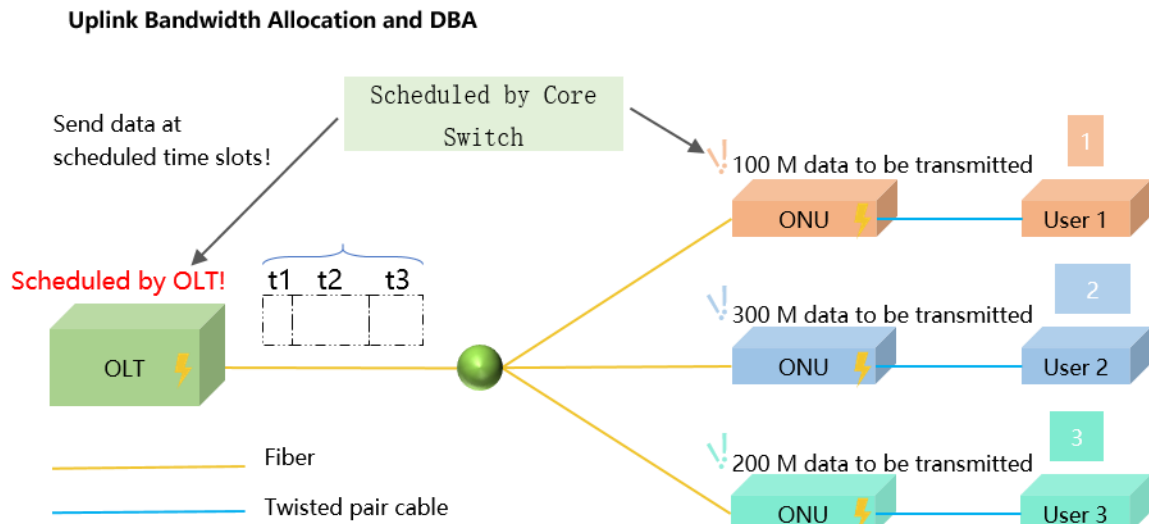 Uplink Bandwidth Allocation and DBA
Scheduled by Core
Switch
Send data at
scheduled time slots!
1
100 M data to be transmitted
ONU
User 1
Scheduled by OLT!
t1 t2 t3
2
300 M data to be transmitted
OLT
ONU
User 2
3
200 M data to be transmitted
ONU
User 3
Fiber
Twisted pair cable